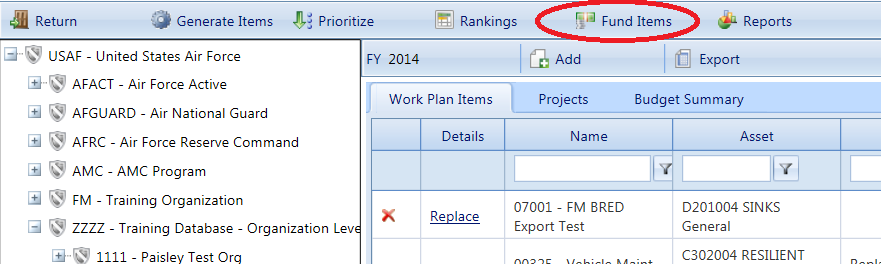 Return Generate Items Prioritize Rankings Fund Items Reports
USAF - United States Air Force
AFACT - Air Force Active
AFGUARD - Air National Guard
AFRC - Air Force Reserve Command
AMC - AMC Program
FM - Training Organization
ZZZZ - Training Database - Organization Leve
1111 - Paisley Test Org
FY 2014 Add Export
Work Plan Items Projects Budget Summary
Details Name Asset
Replace 07001 - FM BRED D201004 SINKS
Export Test General
C302004 RESILIENT